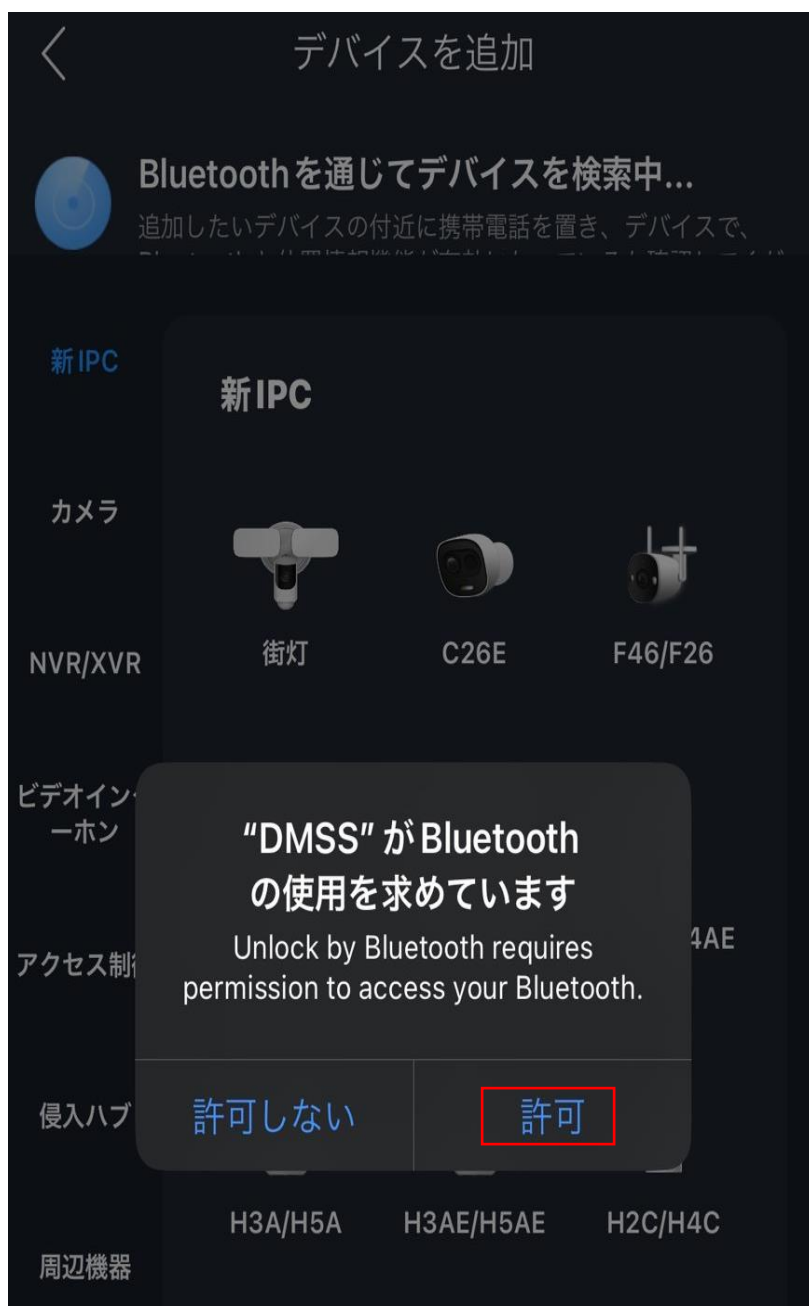 デバイスを追加
Bluetoothを通じてデバイスを検索中...
追加したいデバイスの付近に携帯電話を置き、デバイスで、
新IPC
新IPC
カメラ
街灯
C26E
F46/F26
NVR/XVR
ビデオイン
ーホン
"DMSS"がBluetooth
の使用を求めています
Unlock by Bluetooth requires
permission to access your Bluetooth.
4AE
アクセス制
許可しない
許可
侵入ハブ
H3A/H5A
H3AE/H5AE
H2C/H4C
周辺機器